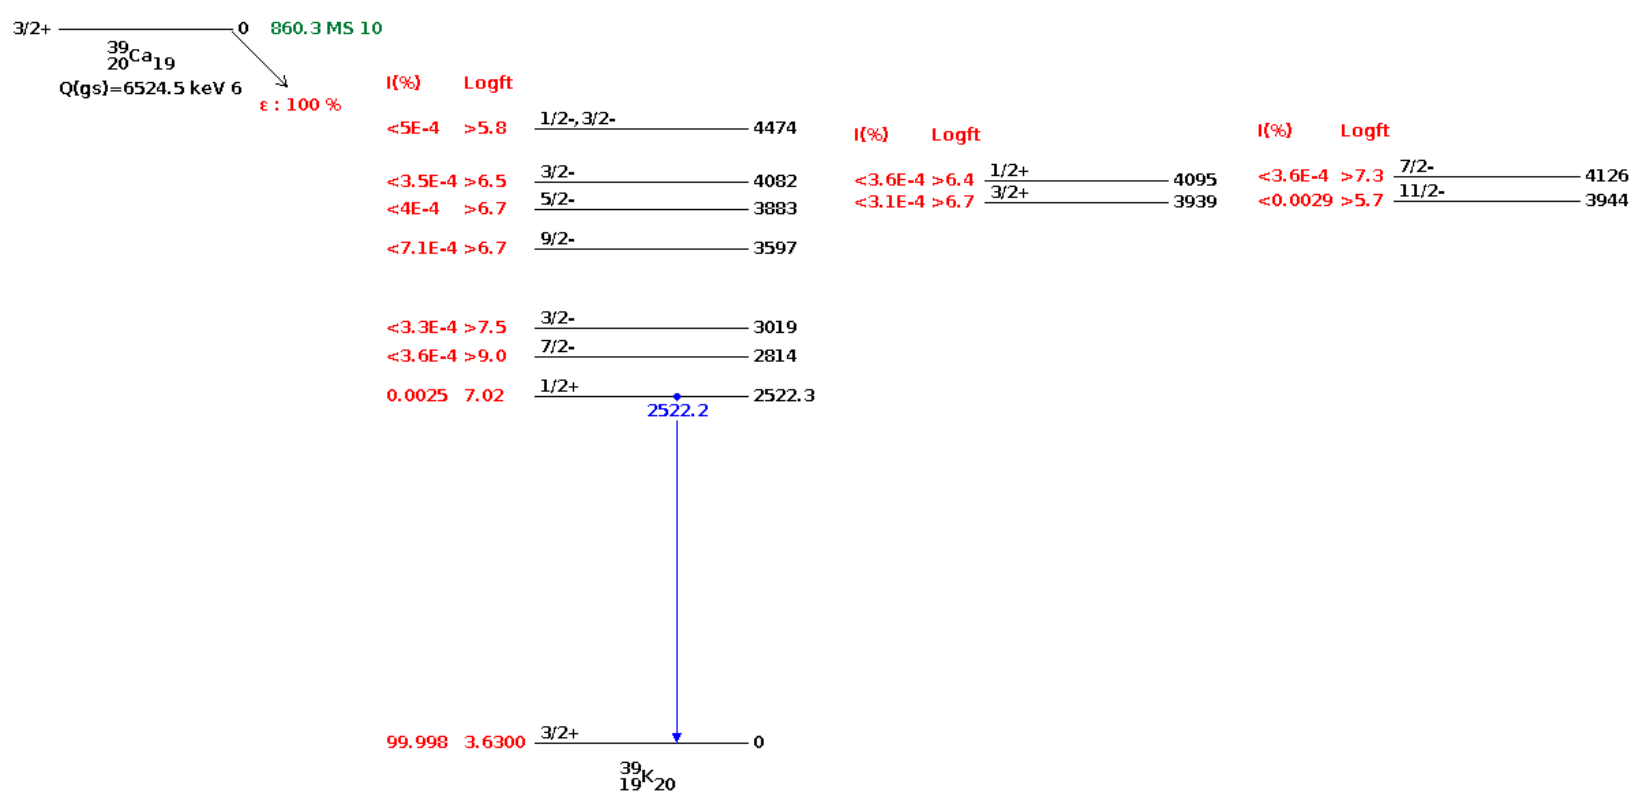 3/2+ 0 860.3 MS 10
39
20Ca19
Q(gs)=6524.5 keV 6
ε : 100 %
I(%) Logft
<5E-4 >5.8 1/2-, 3/2- 4474
<3.5E-4 >6.5 3/2- 4082
<4E-4 >6.7 5/2- 3883
<7.1E-4 >6.7 9/2- 3597
<3.3E-4 >7.5 3/2- 3019
<3.6E-4 >9.0 7/2- 2814
0.0025 7.02 1/2+ 2522.3
2522.2
99.998 3.6300 3/2+ 0
39
19K20
I(%) Logft
<3.6E-4 >6.4 1/2+ 4095
<3.1E-4 >6.7 3/2+ 3939
I(%) Logft
<3.6E-4 >7.3 7/2- 4126
<0.0029 >5.7 11/2- 3944